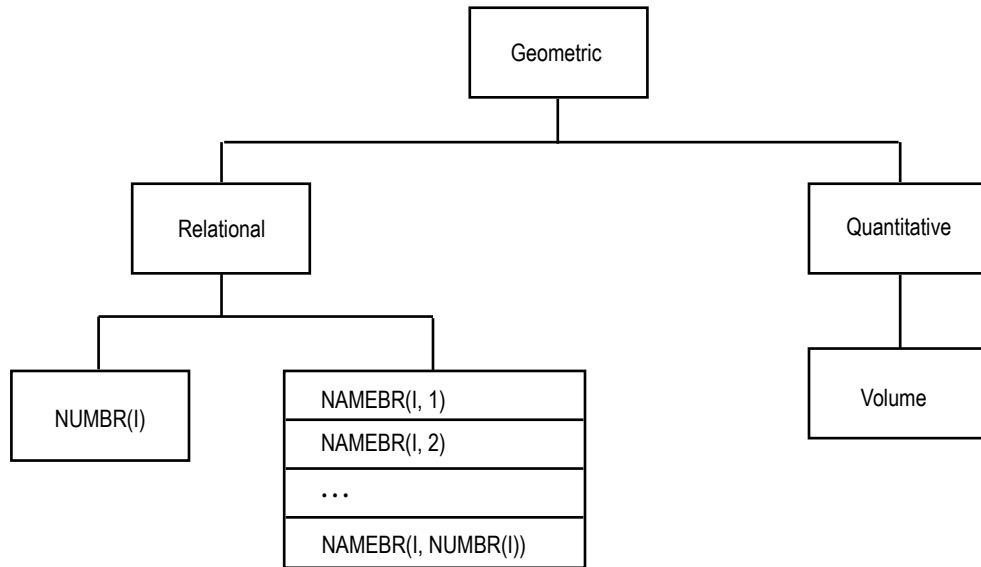 Geometric
Relational
Quantitative
NUMBR(I)
NAMEBR(I, 1)
NAMEBR(I, 2)
...
NAMEBR(I, NUMBR(I))
Volume